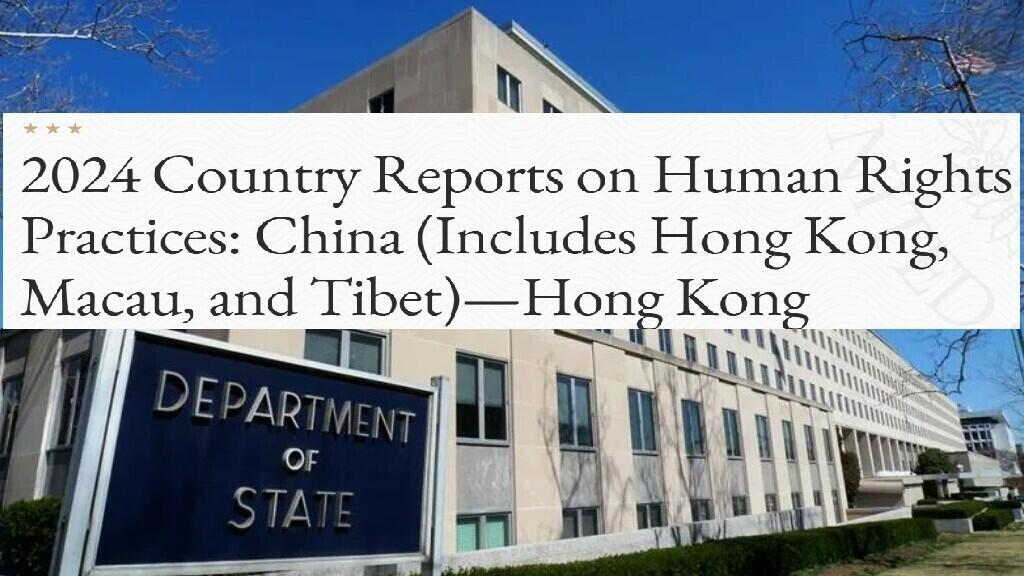 ★ ★ ★
2024 Country Reports on Human Rights
Practices: China (Includes Hong Kong,
Macau, and Tibet)—Hong Kong
DEPARTMENT
OF
STATE